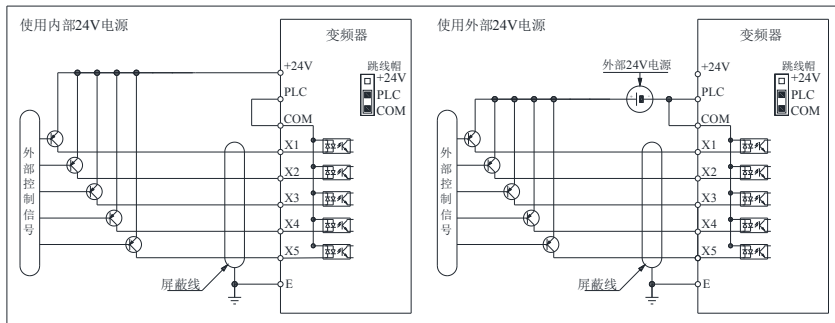 使用内部24V电源
变频器
+24V
跳线帽
+24V
PLC
COM
PLC
COM
X1
X2
X3
X4
X5
E
外部控制信号
屏蔽线
使用外部24V电源
变频器
外部24V电源
+24V
跳线帽
+24V
PLC
COM
PLC
COM
X1
X2
X3
X4
X5
E
外部控制信号
屏蔽线